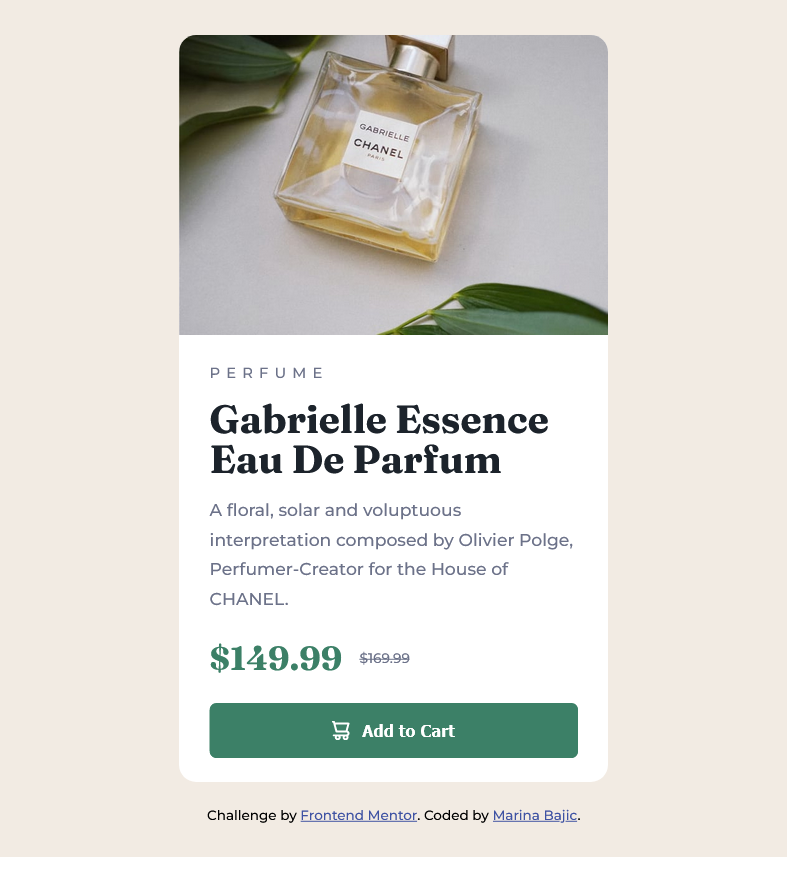 GABRIELLE
CHANEL
PARIS
PERFUME
Gabrielle Essence
Eau De Parfum
A floral, solar and voluptuous
interpretation composed by Olivier Polge,
Perfumer-Creator for the House of
CHANEL.
$149.99 $169.99
Add to Cart
Challenge by Frontend Mentor. Coded by Marina Bajic.